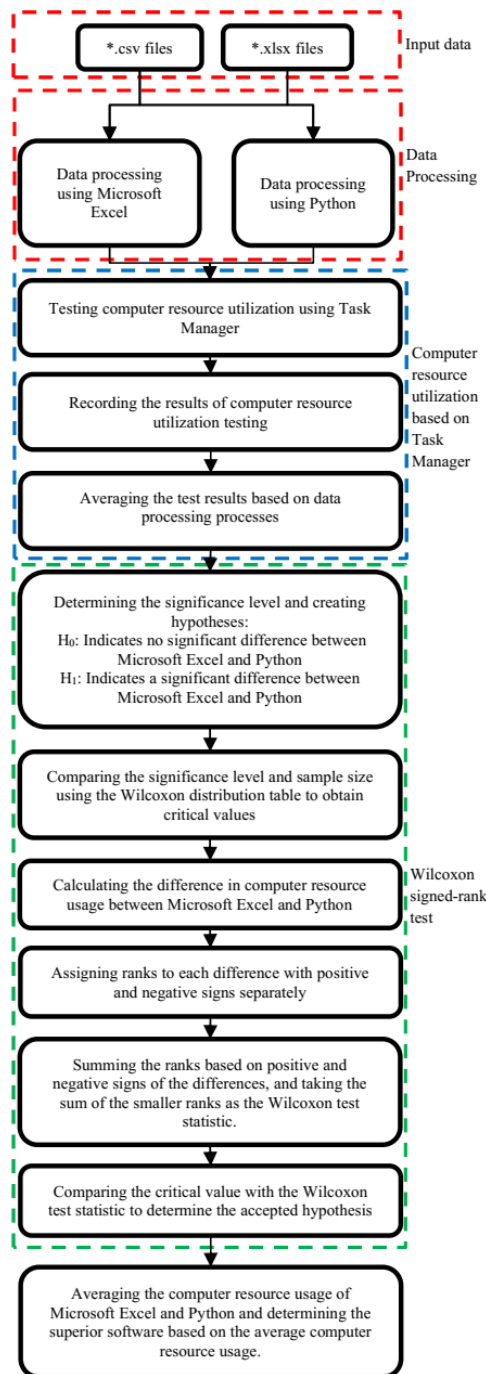 *.csv files
*.xlsx files
Input data
Data processing
using Microsoft
Excel
Data processing
using Python
Data
Processing
Testing computer resource utilization using Task
Manager
Recording the results of computer resource
utilization testing
Averaging the test results based on data
processing processes
Computer
resource
utilization
based on
Task
Manager
Determining the significance level and creating
hypotheses:
H₀: Indicates no significant difference between
Microsoft Excel and Python
H₁: Indicates a significant difference between
Microsoft Excel and Python
Comparing the significance level and sample size
using the Wilcoxon distribution table to obtain
critical values
Calculating the difference in computer resource
usage between Microsoft Excel and Python
Assigning ranks to each difference with positive
and negative signs separately
Summing the ranks based on positive and
negative signs of the differences, and taking the
sum of the smaller ranks as the Wilcoxon test
statistic.
Comparing the critical value with the Wilcoxon
test statistic to determine the accepted hypothesis
Wilcoxon
signed-rank
test
Averaging the computer resource usage of
Microsoft Excel and Python and determining the
superior software based on the average computer
resource usage.